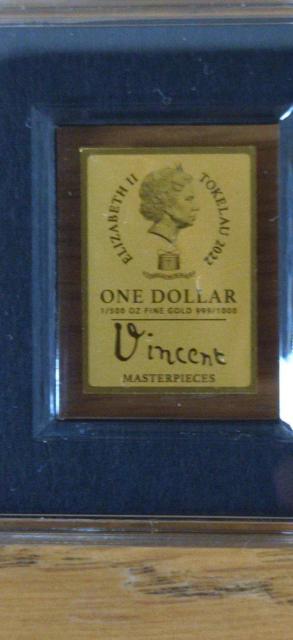 ELIZABETH II TOKELAU 2022
ONE DOLLAR
1/500 OZ FINE GOLD 999/1000
Vincent
MASTERPIECES